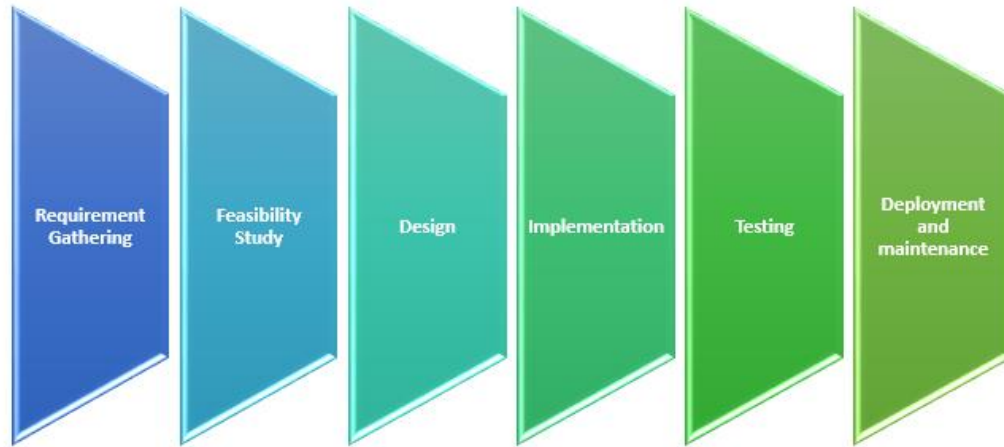 Requirement
Gathering
Feasibility
Study
Design
Implementation
Testing
Deployment
and
maintenance